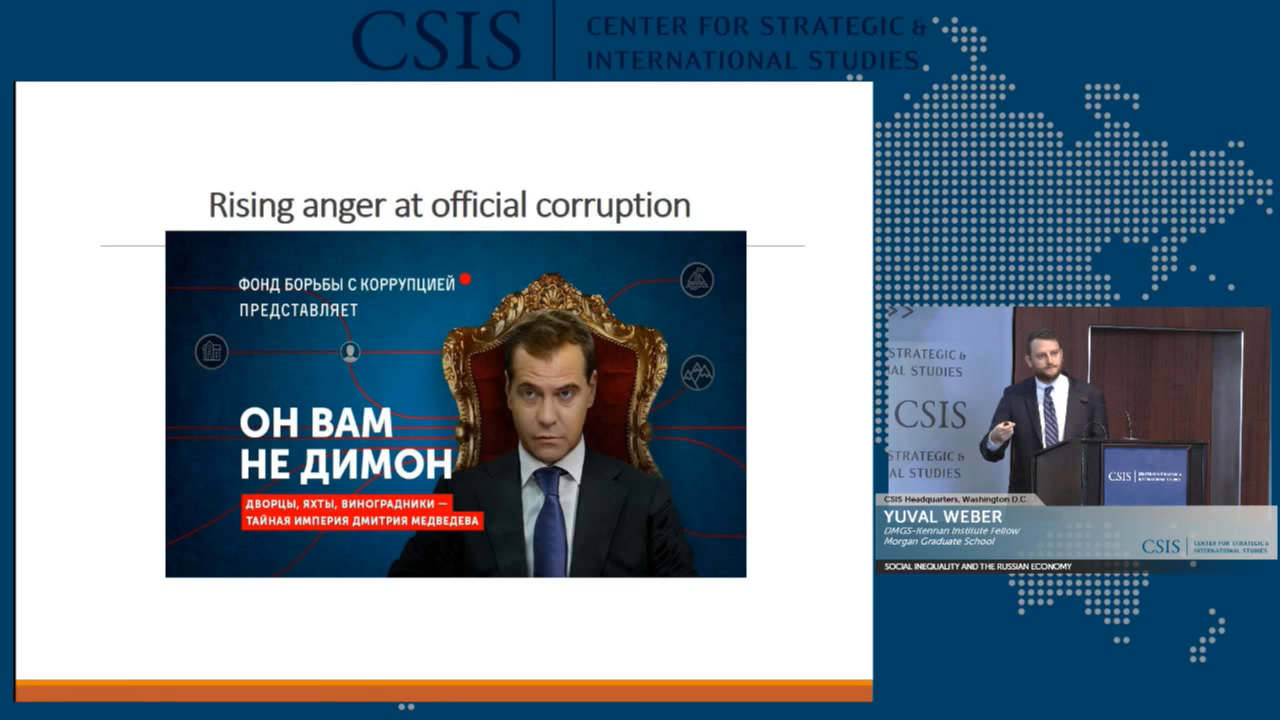 CSIS
CENTER FOR STRATEGIC &
INTERNATIONAL STUDIES
Rising anger at official corruption
ФОНД БОРЬБЫ С КОРРУПЦИЕЙ
ПРЕДСТАВЛЯЕТ
ОН ВАМ
НЕ ДИМОН
ДВОРЦЫ, ЯХТЫ, ВИНОГРАДНИКИ —
ТАЙНАЯ ИМПЕРИЯ ДМИТРИЯ МЕДВЕДЕВА
>>
STRATEGIC &
AL STUDIES
CSIS
STRATEGIC &
AL STUDIES
CSIS
CSIS Headquarters, Washington D.C.
YUVAL WEBER
DMGS-Kennan Institute Fellow
Morgan Graduate School
CSIS
CENTER FOR STRATEGIC &
INTERNATIONAL STUDIES
SOCIAL INEQUALITY AND THE RUSSIAN ECONOMY